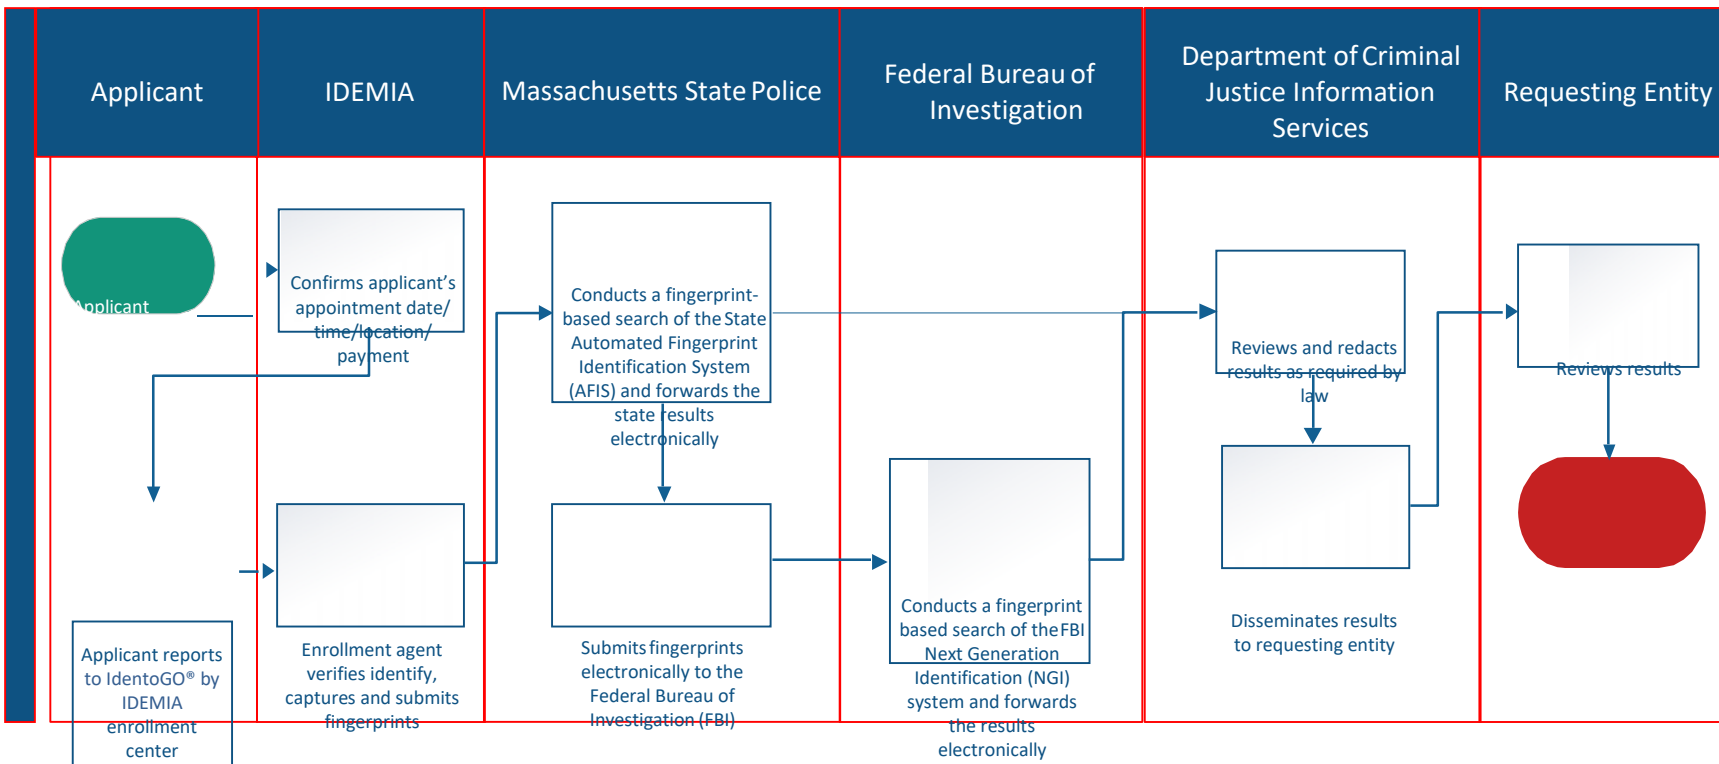 Applicant
IDEMIA
Massachusetts State Police
Federal Bureau of
Investigation
Department of Criminal
Justice Information
Services
Requesting Entity
Applicant
Confirms applicant’s
appointment date/
time/location/
payment
Conducts a fingerprint-
based search of the State
Automated Fingerprint
Identification System
(AFIS) and forwards the
state results
electronically
Reviews and redacts
results as required by
law
Reviews results
Applicant reports
to IdentoGO® by
IDEMIA
enrollment
center
Enrollment agent
verifies identify,
captures and submits
fingerprints
Submits fingerprints
electronically to the
Federal Bureau of
Investigation (FBI)
Conducts a fingerprint
based search of the FBI
Next Generation
Identification (NGI)
system and forwards
the results
electronically
Disseminates results
to requesting entity